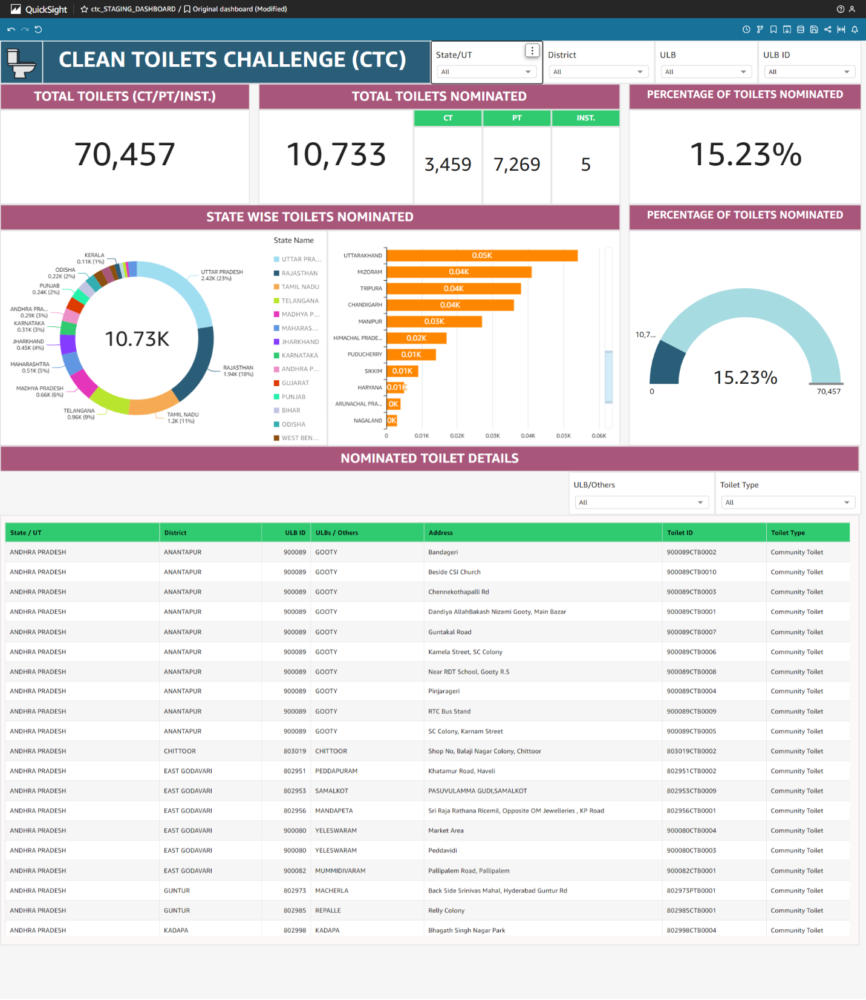 QuickSight
ctc_STAGING_DASHBOARD / Original dashboard (Modified)
CLEAN TOILETS CHALLENGE (CTC)
State/UT
All
District
All
ULB
All
ULB ID
All
TOTAL TOILETS (CT/PT/INST.)
70,457
TOTAL TOILETS NOMINATED
10,733
CT
3,459
PT
7,269
INST.
5
PERCENTAGE OF TOILETS NOMINATED
15.23%
STATE WISE TOILETS NOMINATED
KERALA
0.11K (1%)
ODISHA
0.22K (2%)
PUNJAB
0.24K (2%)
ANDHRA PRA...
0.29K (3%)
KARNATAKA
0.31K (3%)
JHARKHAND
0.45K (4%)
MAHARASHTRA
0.51K (5%)
MADHYA PRADESH
0.66K (6%)
TELANGANA
0.96K (9%)
TAMIL NADU
1.2K (11%)
RAJASTHAN
1.94K (18%)
UTTAR PRADESH
2.42K (23%)
10.73K
State Name
UTTAR PRA...
RAJASTHAN
TAMIL NADU
TELANGANA
MADHYA P...
MAHARAS...
JHARKHAND
KARNATAKA
ANDHRA P...
GUJARAT
PUNJAB
BIHAR
ODISHA
WEST BEN...
UTTARAKHAND 0.05K
MIZORAM 0.04K
TRIPURA 0.04K
CHANDIGARH 0.04K
MANIPUR 0.03K
HIMACHAL PRADE... 0.02K
PUDUCHERRY 0.01K
SIKKIM 0.01K
HARYANA 0.01K
ARUNACHAL PRA... 0K
NAGALAND 0K
0 0.01K 0.02K 0.03K 0.04K 0.05K 0.06K
PERCENTAGE OF TOILETS NOMINATED
10,7...
15.23%
0
70,457
NOMINATED TOILET DETAILS
ULB/Others
All
Toilet Type
All
State / UT District ULB ID ULBs / Others Address Toilet ID Toilet Type
ANDHRA PRADESH ANANTAPUR 900089 GOOTY Bandageri 900089CTB0002 Community Toilet
ANDHRA PRADESH ANANTAPUR 900089 GOOTY Beside CSI Church 900089CTB0010 Community Toilet
ANDHRA PRADESH ANANTAPUR 900089 GOOTY Chennekothapalli Rd 900089CTB0003 Community Toilet
ANDHRA PRADESH ANANTAPUR 900089 GOOTY Dandiya AllahBakash Nizami Gooty, Main Bazar 900089CTB0001 Community Toilet
ANDHRA PRADESH ANANTAPUR 900089 GOOTY Guntakal Road 900089CTB0007 Community Toilet
ANDHRA PRADESH ANANTAPUR 900089 GOOTY Kamela Street, SC Colony 900089CTB0006 Community Toilet
ANDHRA PRADESH ANANTAPUR 900089 GOOTY Near RDT School, Gooty R.S 900089CTB0008 Community Toilet
ANDHRA PRADESH ANANTAPUR 900089 GOOTY Pinjarageri 900089CTB0004 Community Toilet
ANDHRA PRADESH ANANTAPUR 900089 GOOTY RTC Bus Stand 900089CTB0009 Community Toilet
ANDHRA PRADESH ANANTAPUR 900089 GOOTY SC Colony, Karnam Street 900089CTB0005 Community Toilet
ANDHRA PRADESH CHITTOOR 803019 CHITTOOR Shop No, Balaji Nagar Colony, Chittoor 803019CTB0002 Community Toilet
ANDHRA PRADESH EAST GODAVARI 802951 PEDDAPURAM Khatamur Road, Haveli 802951CTB0002 Community Toilet
ANDHRA PRADESH EAST GODAVARI 802953 SAMALKOT PASUVULAMMA GUDI,SAMALKOT 802953CTB0009 Community Toilet
ANDHRA PRADESH EAST GODAVARI 802956 MANDAPETA Sri Raja Rathana Ricemil, Opposite OM Jewelleries , KP Road 802956CTB0001 Community Toilet
ANDHRA PRADESH EAST GODAVARI 900080 YELESWARAM Market Area 900080CTB0004 Community Toilet
ANDHRA PRADESH EAST GODAVARI 900080 YELESWARAM Peddavidi 900080CTB0003 Community Toilet
ANDHRA PRADESH EAST GODAVARI 900082 MUMMIDIVARAM Pallipalem Road, Pallipalem 900082CTB0001 Community Toilet
ANDHRA PRADESH GUNTUR 802973 MACHERLA Back Side Srinivas Mahal, Hyderabad Guntur Rd 802973PTB0001 Community Toilet
ANDHRA PRADESH GUNTUR 802985 REPALLE Relly Colony 802985CTB0001 Community Toilet
ANDHRA PRADESH KADAPA 802998 KADAPA Bhagath Singh Nagar Park 802998CTB0004 Community Toilet